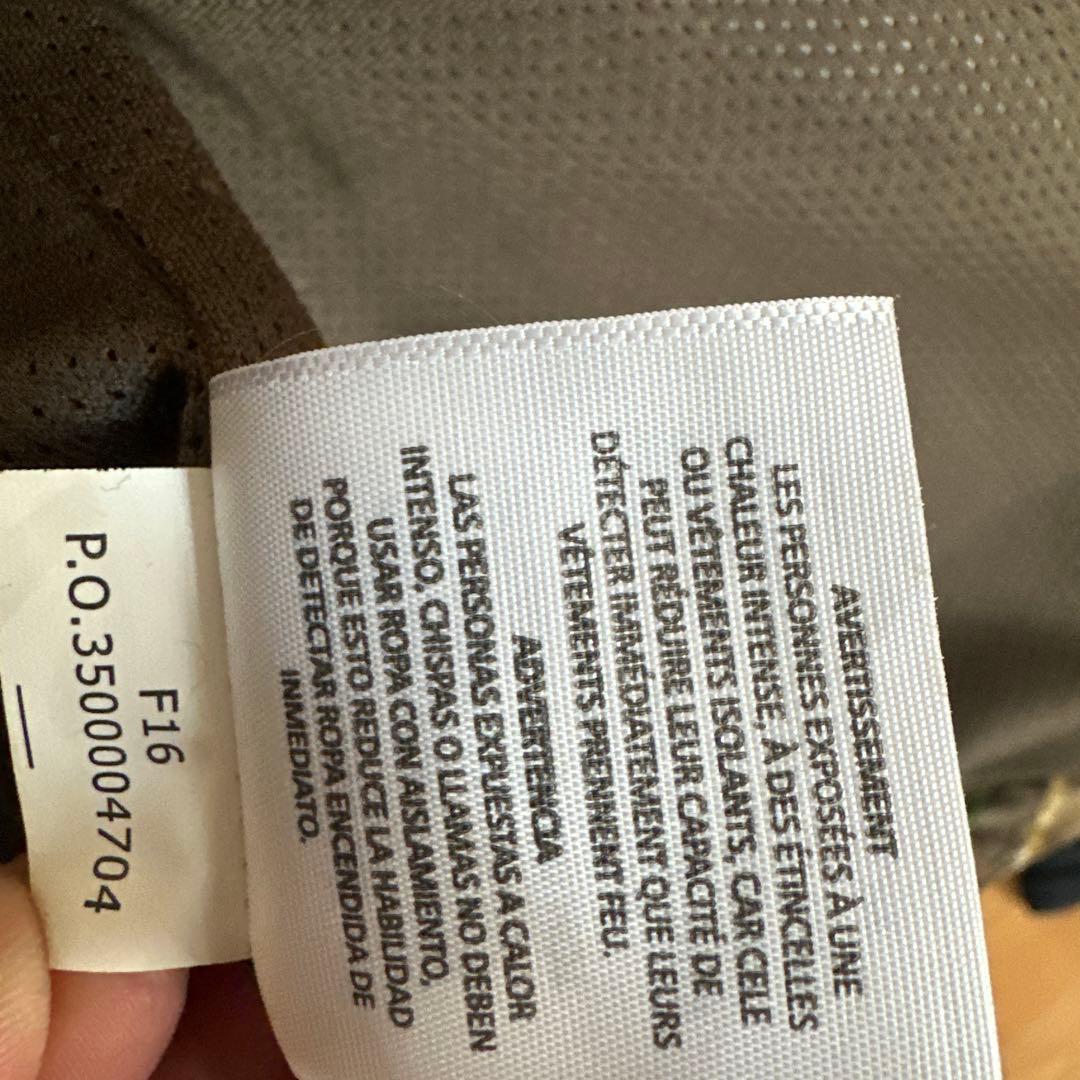 AVERTISSEMENT
LES PERSONNES EXPOSÉES À UNE
CHALEUR INTENSE, À DES ÉTINCELLES
OU VÊTEMENTS ISOLANTS, CAR CELE
PEUT RÉDUIRE LEUR CAPACITÉ DE
DÉTECTER IMMÉDIATEMENT QUE LEURS
VÊTEMENTS PRENNENT FEU.
ADVERTENCIA
LAS PERSONAS EXPUESTAS A CALOR
INTENSO, CHISPAS O LLAMAS NO DEBEN
USAR ROPA CON AISLAMIENTO,
PORQUE ESTO REDUCE LA HABILIDAD
DE DETECTAR ROPA ENCENDIDA DE
INMEDIATO.
F16
P.O.3500004704